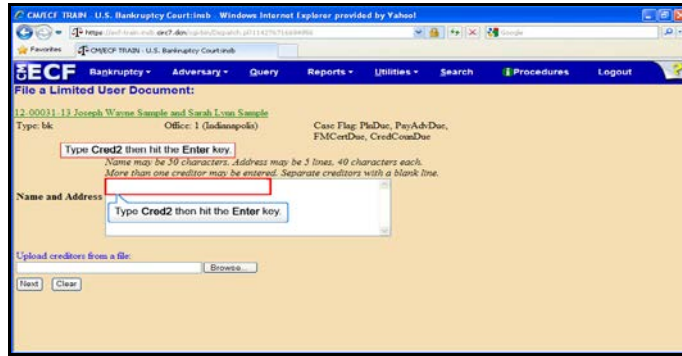 CM/ECF TRAIN - U.S. Bankruptcy Court:insb - Windows Internet Explorer provided by Yahoo!
Google
Favorites CM/ECF TRAIN - U.S. Bankruptcy Court:insb
ECF Bankruptcy Adversary Query Reports Utilities Search Procedures Logout
File a Limited User Document:
12-00031-13 Joseph Wayne Sample and Sarah Lynn Sample
Type: bk Office: 1 (Indianapolis) Case Flag: PlnDue, PayAdvDue,
FMCertDue, CredCounDue
Type Cred2 then hit the Enter key.
Name may be 50 characters. Address may be 5 lines, 40 characters each.
More than one creditor may be entered. Separate creditors with a blank line.
Name and Address
Type Cred2 then hit the Enter key.
Upload creditors from a file:
Browse...
Next Clear